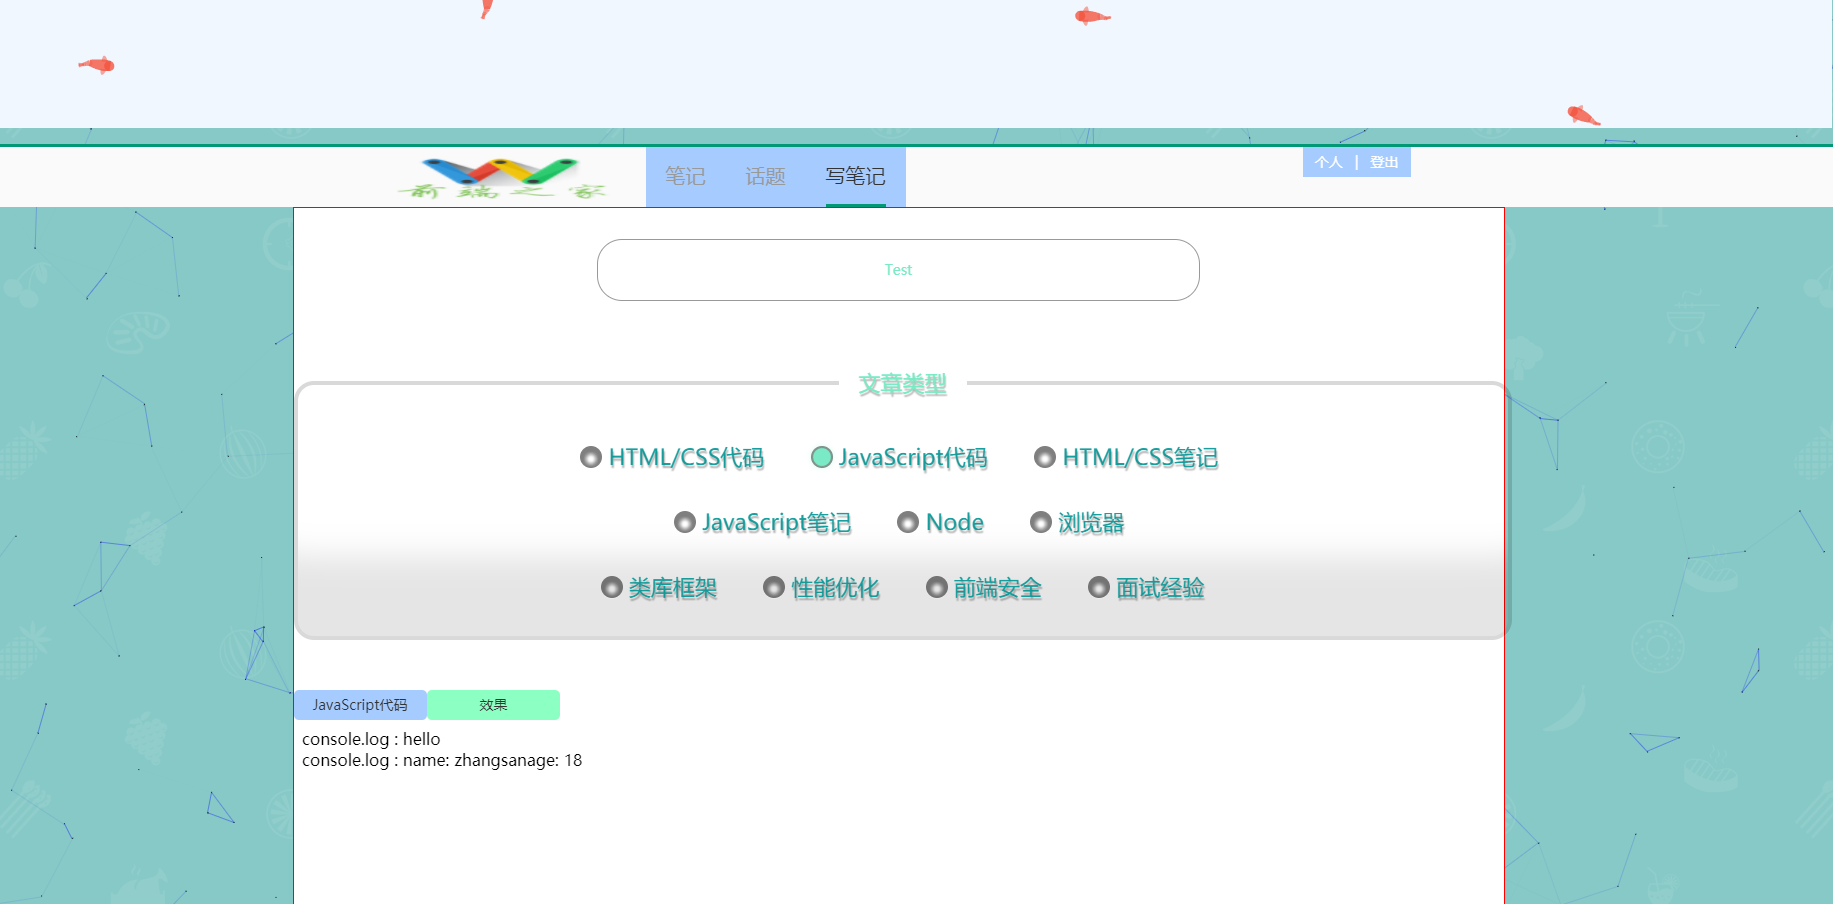 前端之家
笔记 话题 写笔记
个人 | 登出
Test
文章类型
HTML/CSS代码 JavaScript代码 HTML/CSS笔记
JavaScript笔记 Node 浏览器
类库框架 性能优化 前端安全 面试经验
JavaScript代码 效果
console.log : hello
console.log : name: zhangsanage: 18